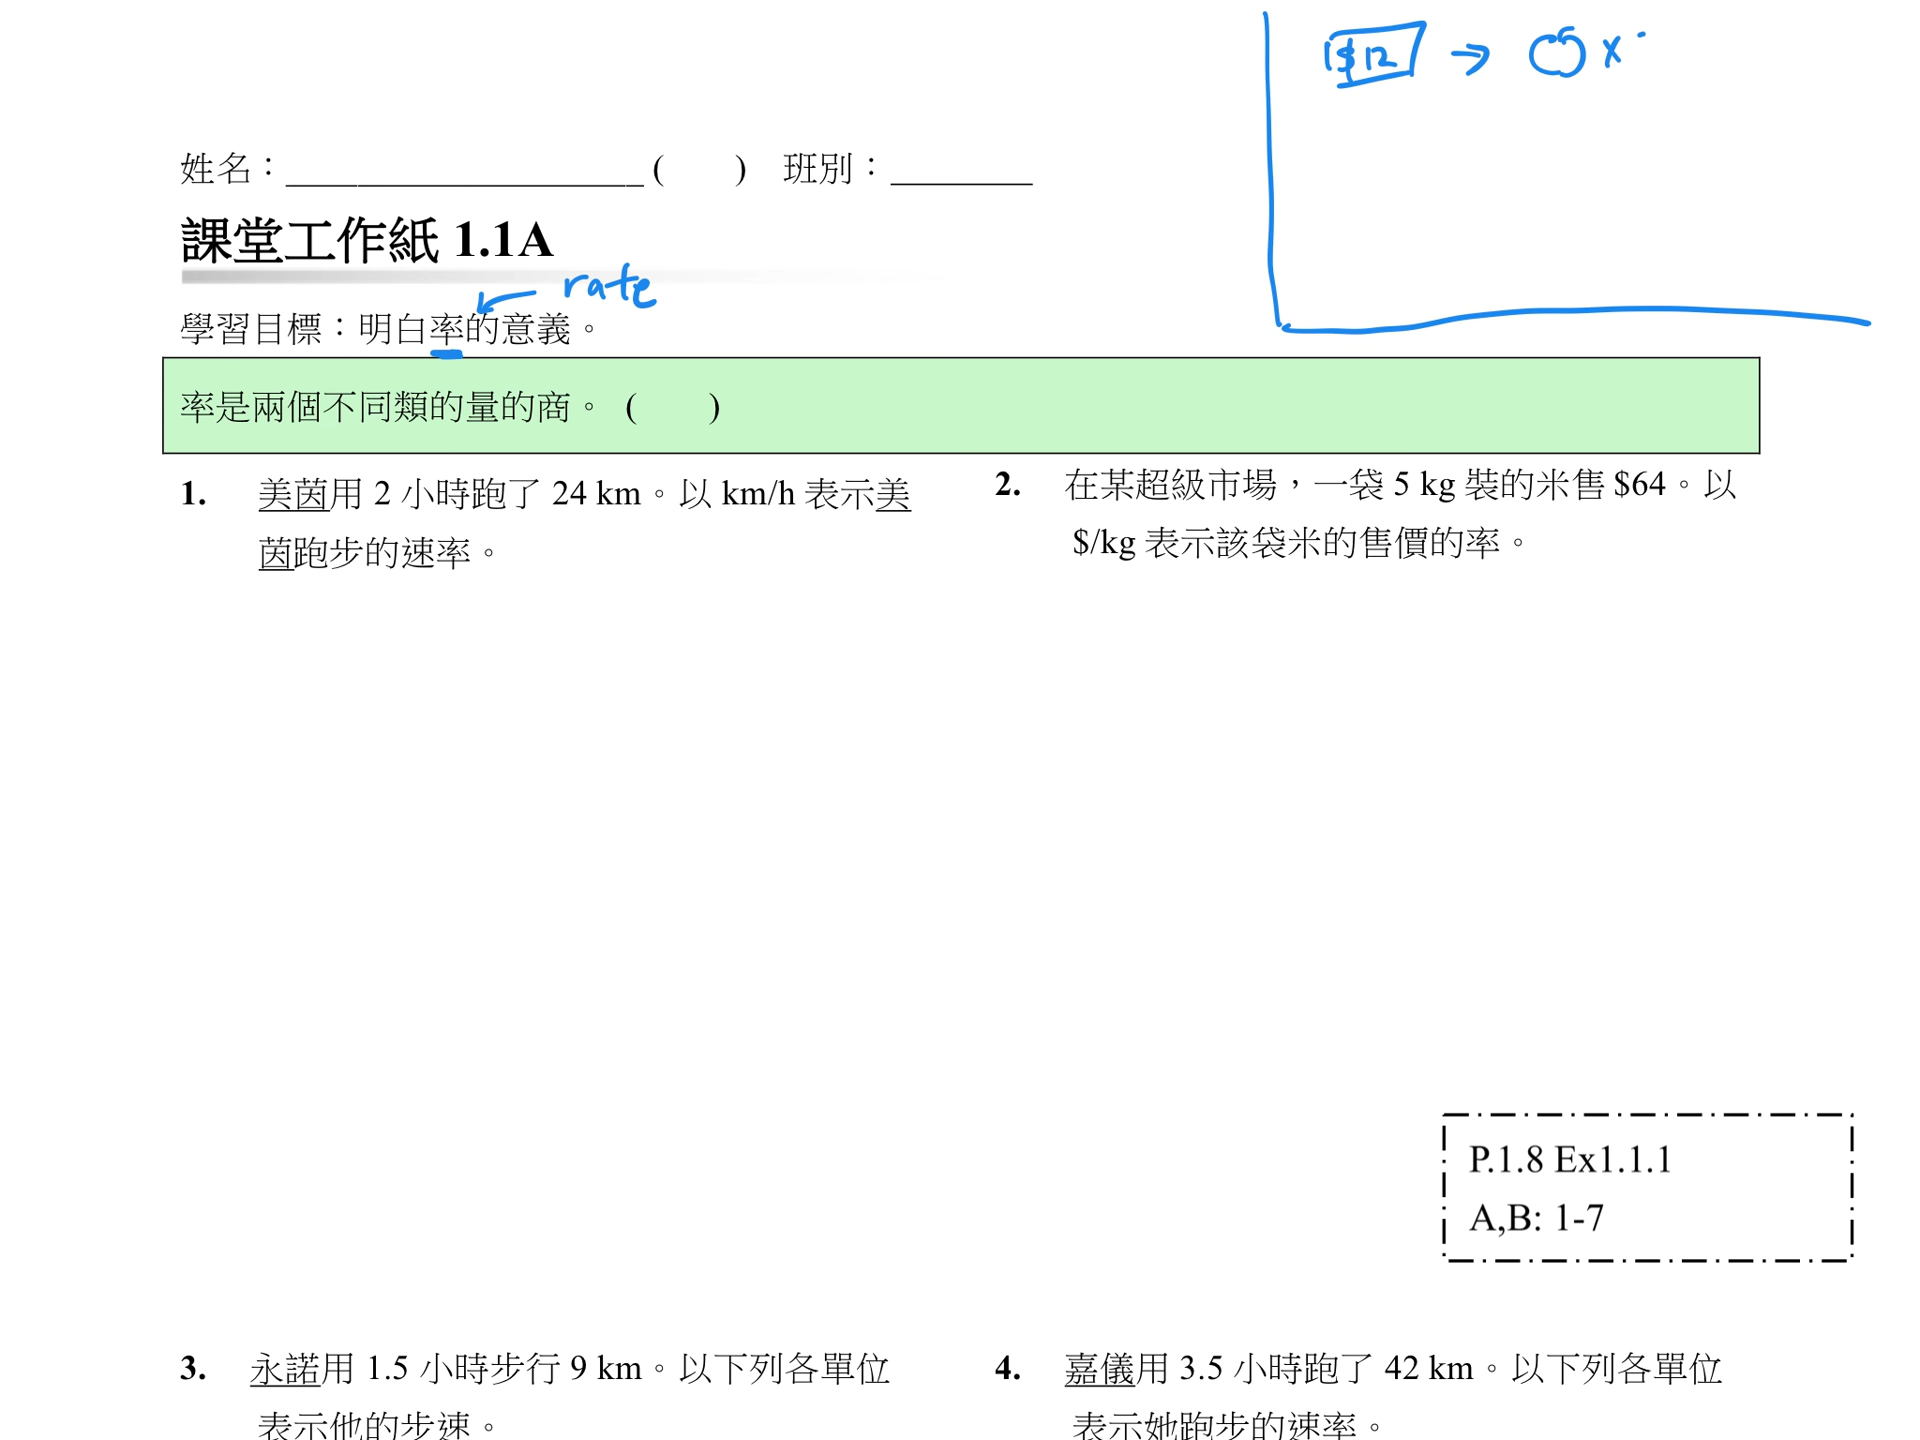 $12 → x
姓名：____________________ (    ) 班別：________
課堂工作紙 1.1A
rate
學習目標：明白率的意義。
率是兩個不同類的量的商。 (    )
1. 美茵用 2 小時跑了 24 km。以 km/h 表示美
茵跑步的速率。
2. 在某超級市場，一袋 5 kg 裝的米售 $64。以
$/kg 表示該袋米的售價的率。
P.1.8 Ex1.1.1
A,B: 1-7
3. 永諾用 1.5 小時步行 9 km。以下列各單位
表示他的步速。
4. 嘉儀用 3.5 小時跑了 42 km。以下列各單位
表示她跑步的速率。